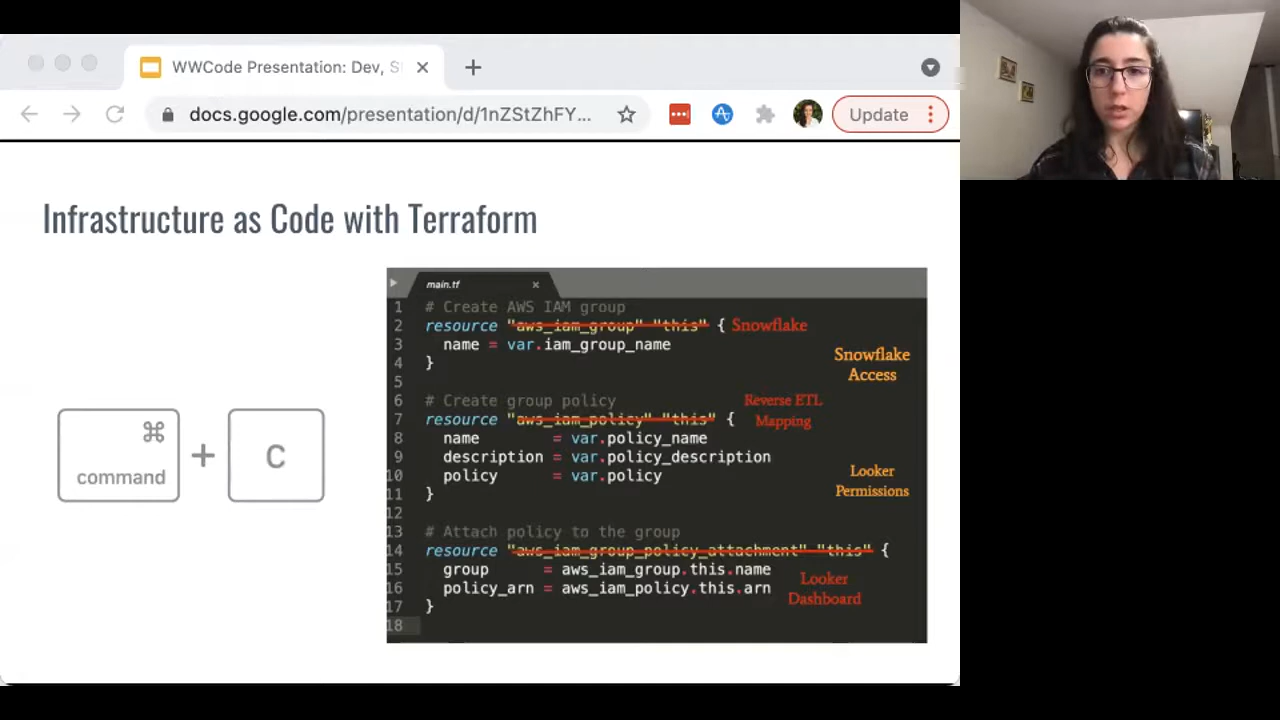 WWCode Presentation: Dev, S
docs.google.com/presentation/d/1nZStZhFY...
Update
Infrastructure as Code with Terraform
⌘
command
+
C
main.tf
1 # Create AWS IAM group
2 resource "aws_iam_group" "this" { Snowflake
3 name = var.iam_group_name
4 }
Snowflake
Access
5
6 # Create group policy
Reverse ETL
Mapping
7 resource "aws_iam_policy" "this" {
8 name = var.policy_name
9 description = var.policy_description
10 policy = var.policy
11 }
Looker
Permissions
12
13 # Attach policy to the group
14 resource "aws_iam_group_policy_attachment" "this" {
15 group = aws_iam_group.this.name
16 policy_arn = aws_iam_policy.this.arn
Looker
Dashboard
17 }
18